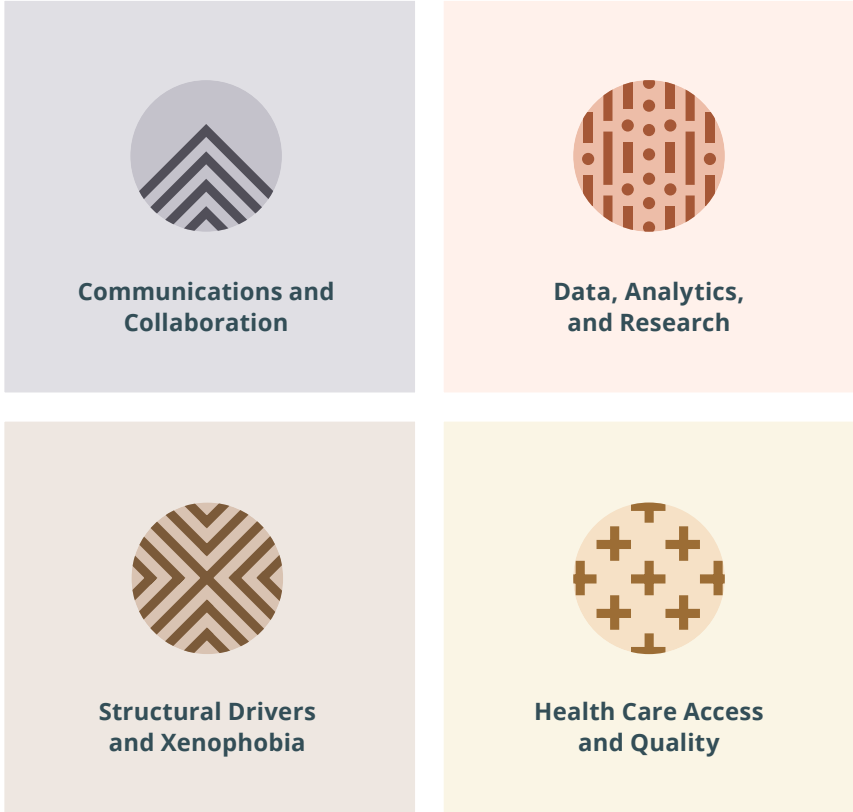 Communications and
Collaboration
Data, Analytics,
and Research
Structural Drivers
and Xenophobia
Health Care Access
and Quality